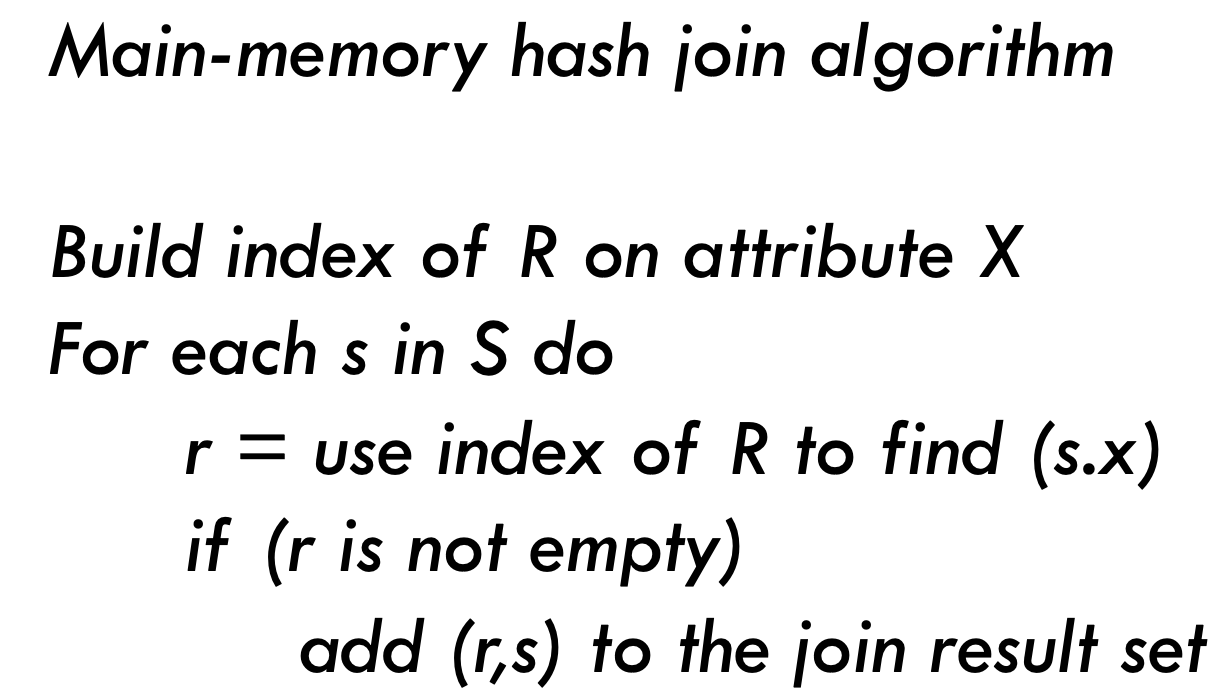 Main-memory hash join algorithm
Build index of R on attribute X
For each s in S do
r = use index of R to find (s.x)
if (r is not empty)
add (r,s) to the join result set